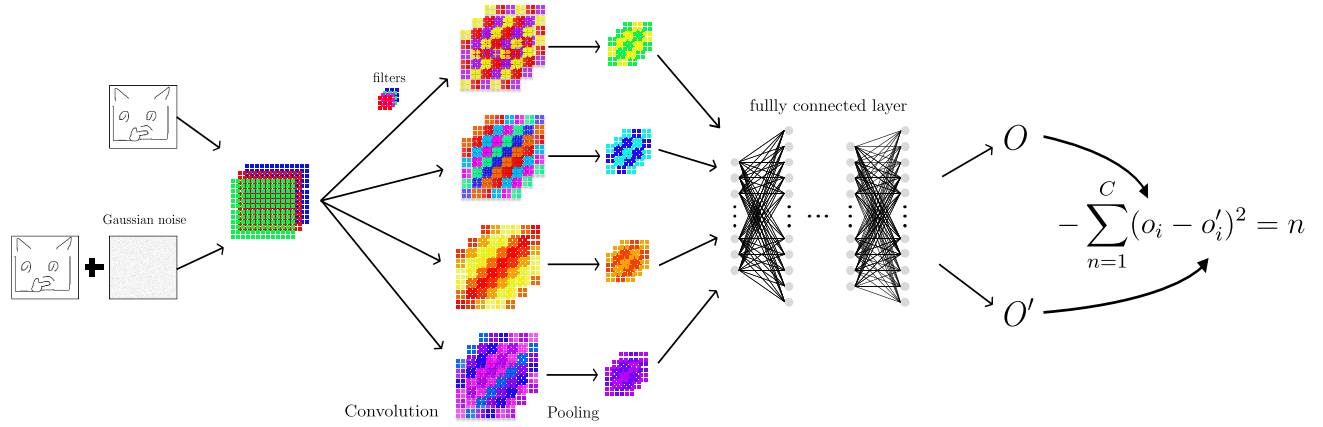 filters
Gaussian noise
Convolution
Pooling
fullly connected layer
O
O′
− ∑_{n=1}^{C} (o_i − o′_i)² = n